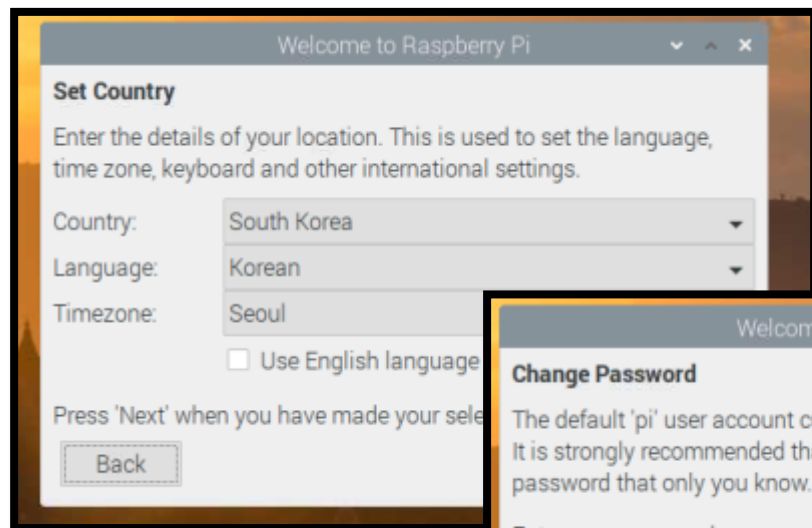 Welcome to Raspberry Pi
Set Country
Enter the details of your location. This is used to set the language,
time zone, keyboard and other international settings.
Country: South Korea
Language: Korean
Timezone: Seoul
Use English language
Press 'Next' when you have made your sele
Back
Welcom
Change Password
The default 'pi' user account c
It is strongly recommended tha
password that only you know.